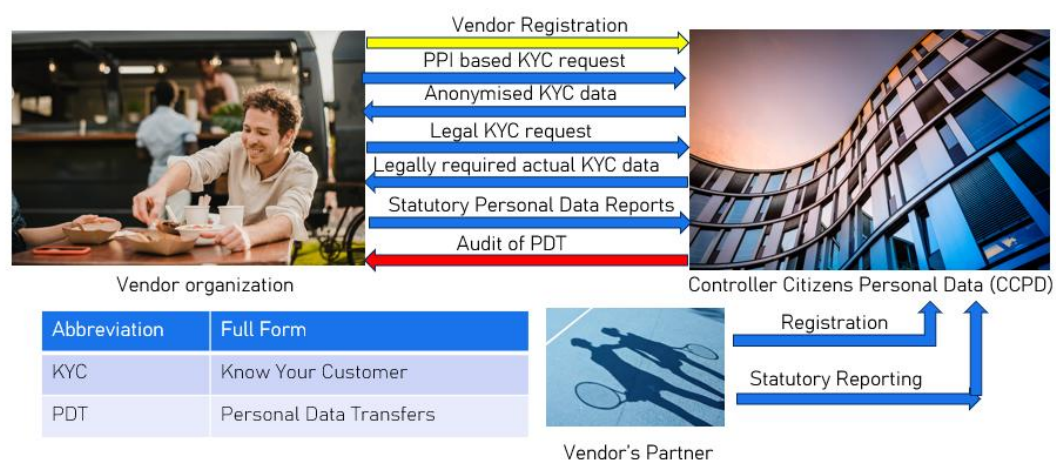 Vendor Registration
PPI based KYC request
Anonymised KYC data
Legal KYC request
Legally required actual KYC data
Statutory Personal Data Reports
Audit of PDT
Vendor organization
Controller Citizens Personal Data (CCPD)
Abbreviation Full Form
KYC Know Your Customer
PDT Personal Data Transfers
Registration
Statutory Reporting
Vendor's Partner